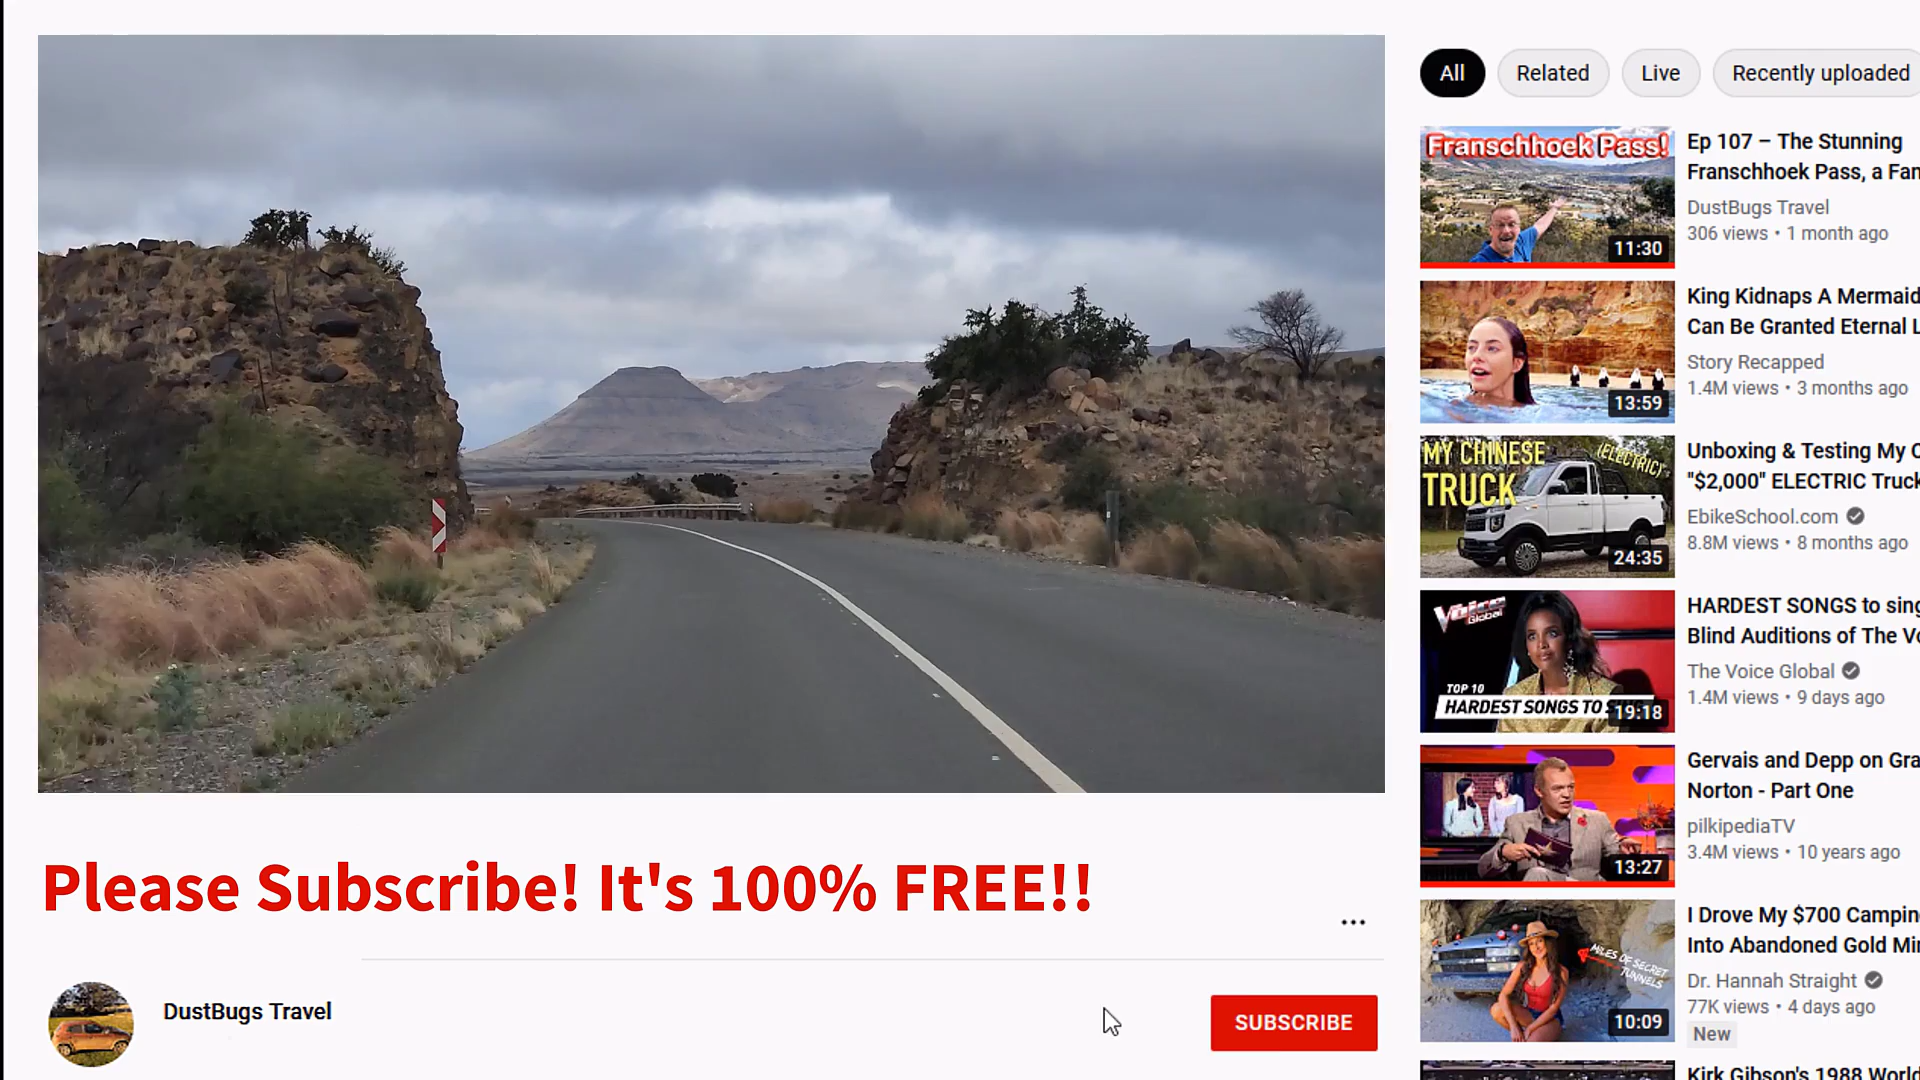 All
Related
Live
Recently uploaded
Franschhoek Pass!
11:30
Ep 107 – The Stunning
Franschhoek Pass, a Fan
DustBugs Travel
306 views • 1 month ago
13:59
King Kidnaps A Mermaid
Can Be Granted Eternal L
Story Recapped
1.4M views • 3 months ago
MY CHINESE
(ELECTRIC)
TRUCK
24:35
Unboxing & Testing My C
"$2,000" ELECTRIC Truck
EbikeSchool.com
8.8M views • 8 months ago
Voice
Global
TOP 10
HARDEST SONGS TO
19:18
HARDEST SONGS to sing
Blind Auditions of The Vo
The Voice Global
1.4M views • 9 days ago
13:27
Gervais and Depp on Gra
Norton - Part One
pilkipediaTV
3.4M views • 10 years ago
MILES OF SECRET
TUNNELS
10:09
I Drove My $700 Camping
Into Abandoned Gold Min
Dr. Hannah Straight
77K views • 4 days ago
New
Kirk Gibson's 1988 World
Please Subscribe! It's 100% FREE!!
DustBugs Travel
SUBSCRIBE